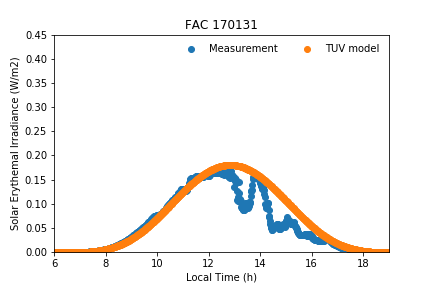 FAC 170131
Measurement TUV model
Solar Erythemal Irradiance (W/m2)
0.45
0.40
0.35
0.30
0.25
0.20
0.15
0.10
0.05
0.00
6 8 10 12 14 16 18
Local Time (h)